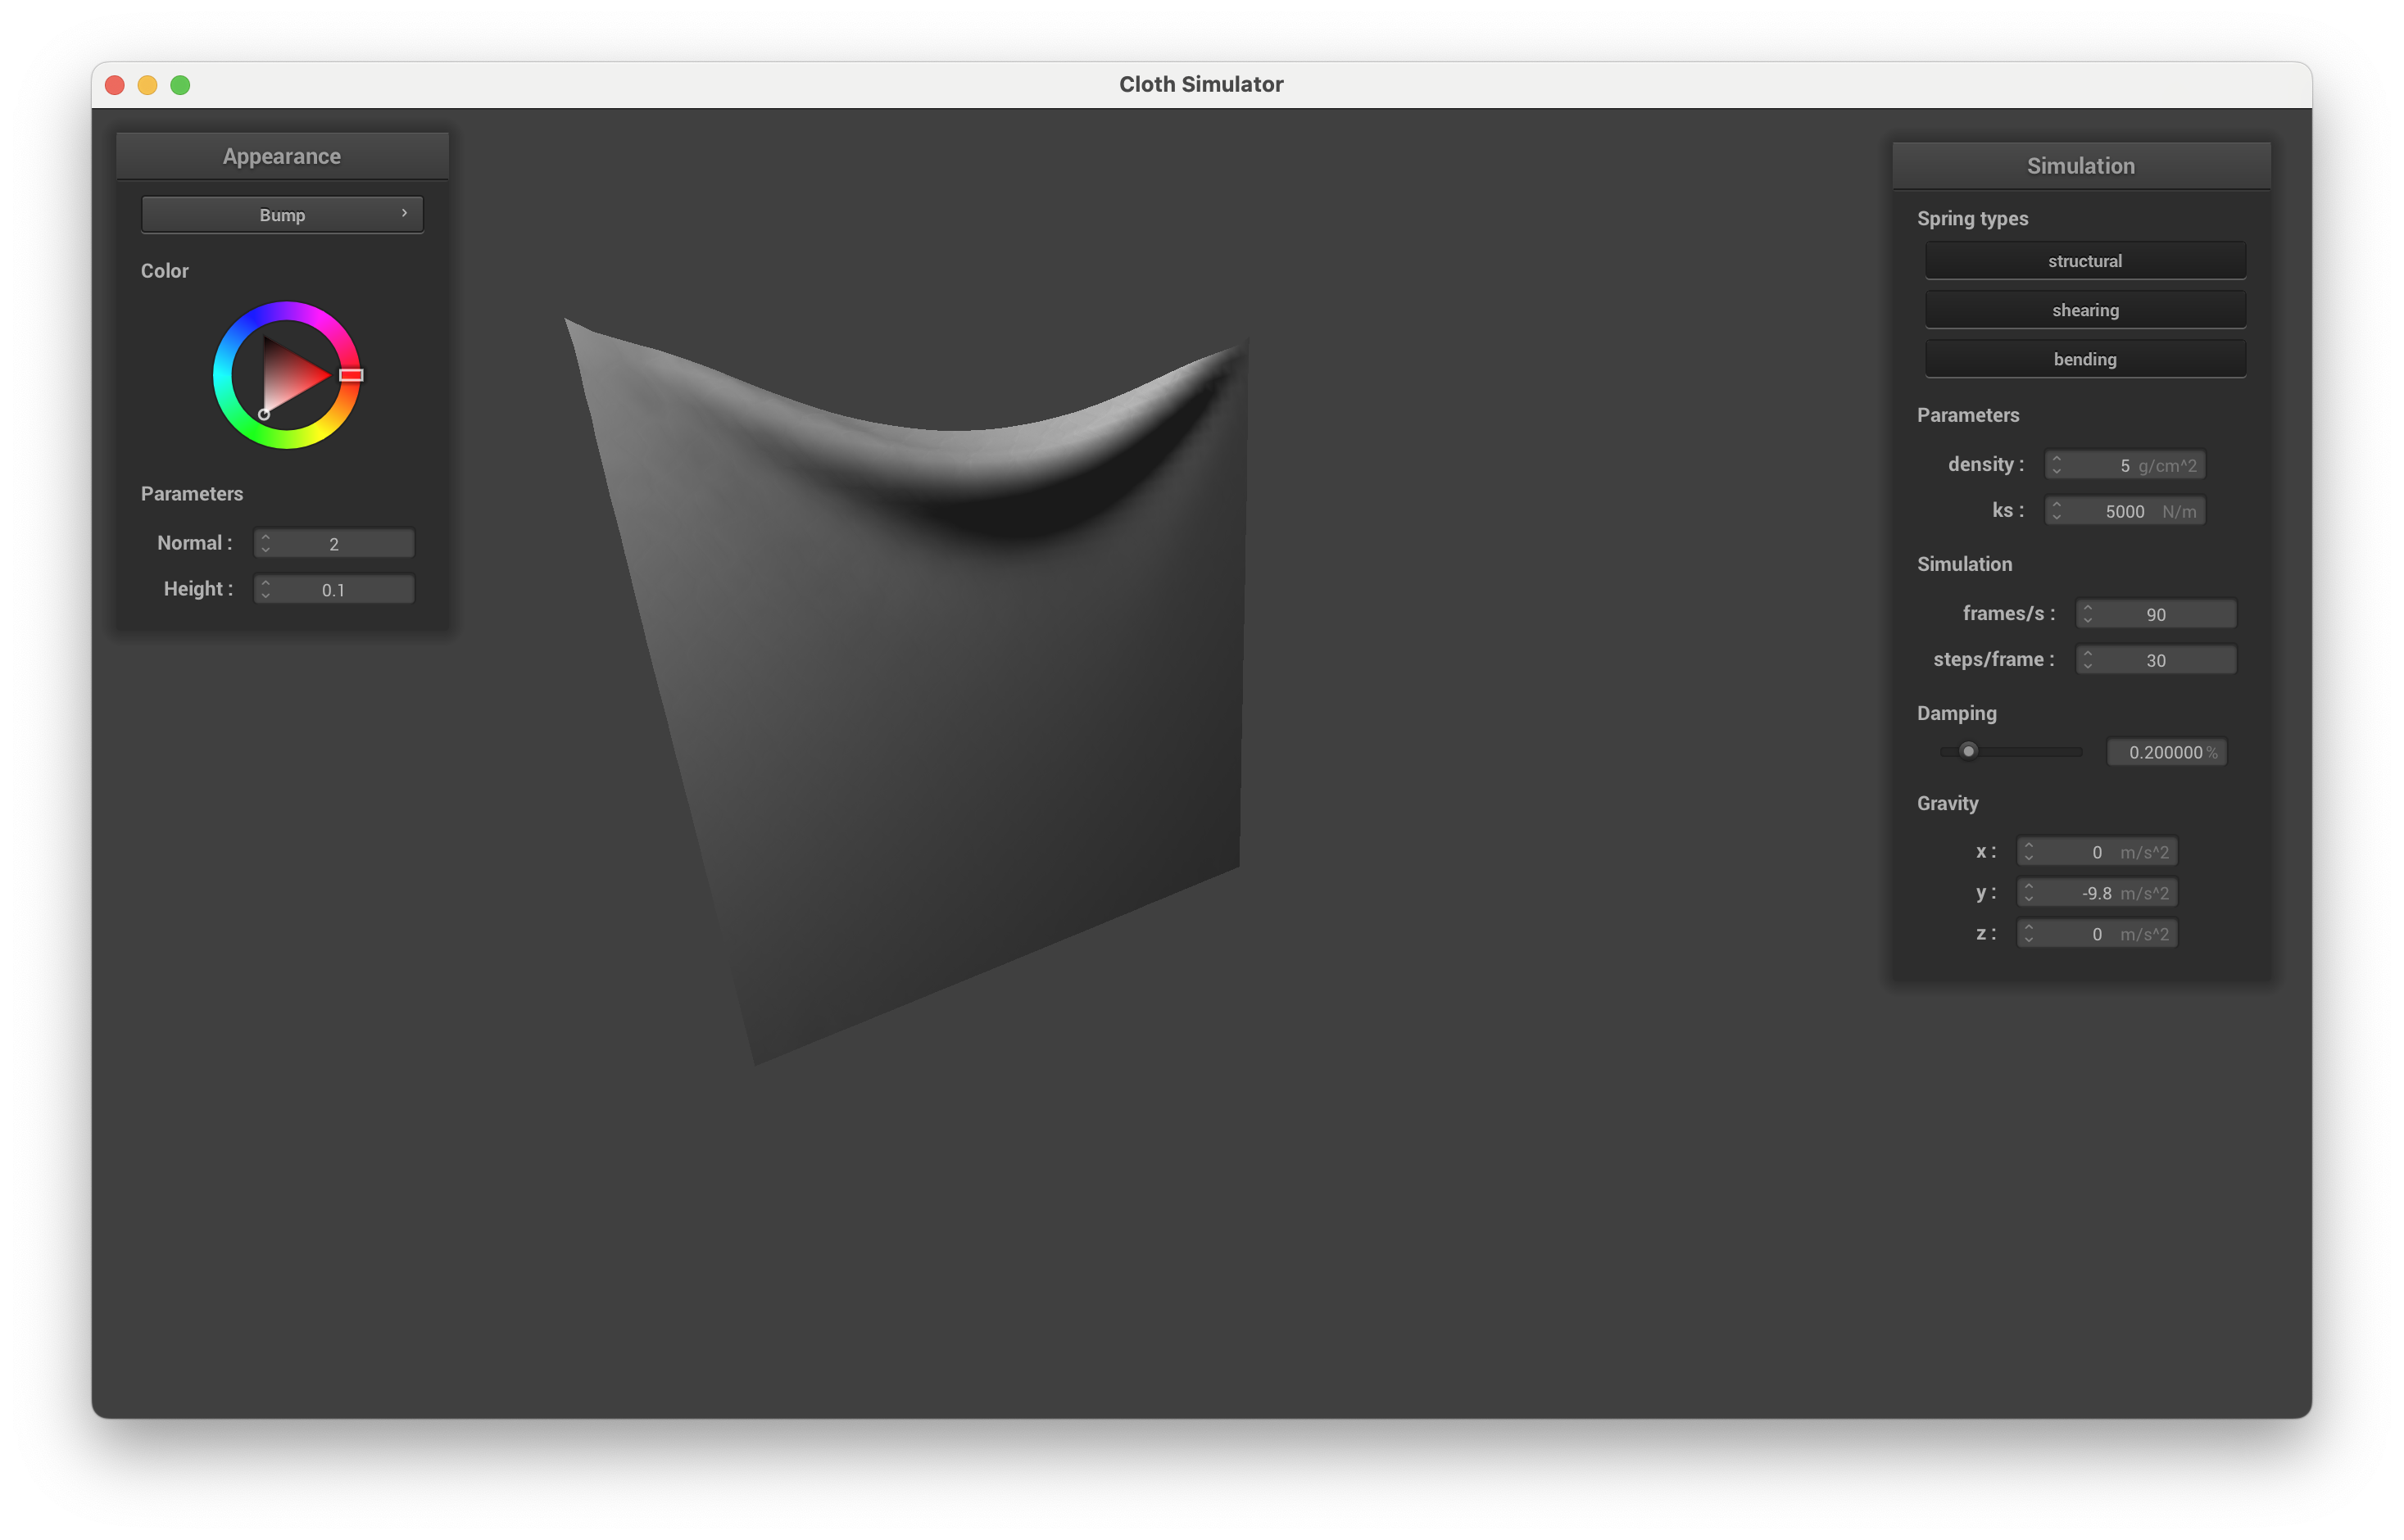 Cloth Simulator
Appearance
Bump
Color
Parameters
Normal : 2
Height : 0.1
Simulation
Spring types
structural
shearing
bending
Parameters
density : 5 g/cm^2
ks : 5000 N/m
Simulation
frames/s : 90
steps/frame : 30
Damping
0.200000 %
Gravity
x : 0 m/s^2
y : -9.8 m/s^2
z : 0 m/s^2